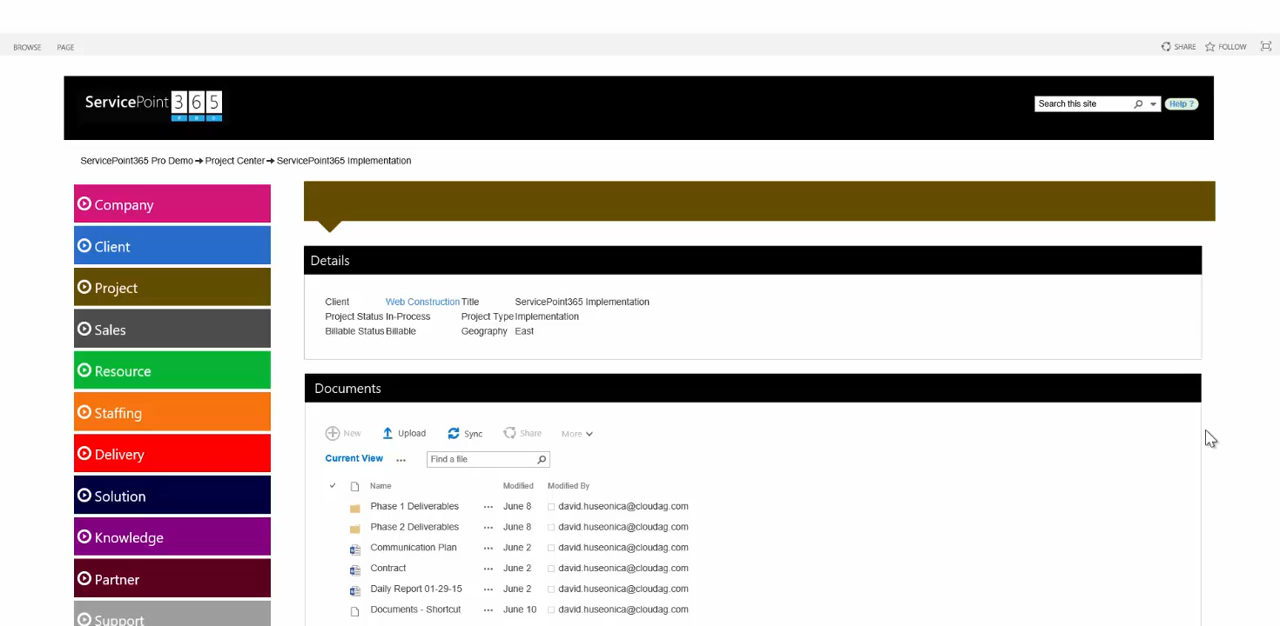 BROWSE PAGE SHARE FOLLOW
ServicePoint 365 Search this site Help ?
ServicePoint365 Pro Demo → Project Center → ServicePoint365 Implementation
Company
Client
Project
Sales
Resource
Staffing
Delivery
Solution
Knowledge
Partner
Support
Details
Client Web Construction Title ServicePoint365 Implementation
Project Status In-Process Project Type Implementation
Billable Status Billable Geography East
Documents
New Upload Sync Share More
Current View ... Find a file
Name Modified Modified By
Phase 1 Deliverables ... June 8 david.huseonica@cloudag.com
Phase 2 Deliverables ... June 8 david.huseonica@cloudag.com
Communication Plan ... June 2 david.huseonica@cloudag.com
Contract ... June 2 david.huseonica@cloudag.com
Daily Report 01-29-15 ... June 2 david.huseonica@cloudag.com
Documents - Shortcut ... June 10 david.huseonica@cloudag.com